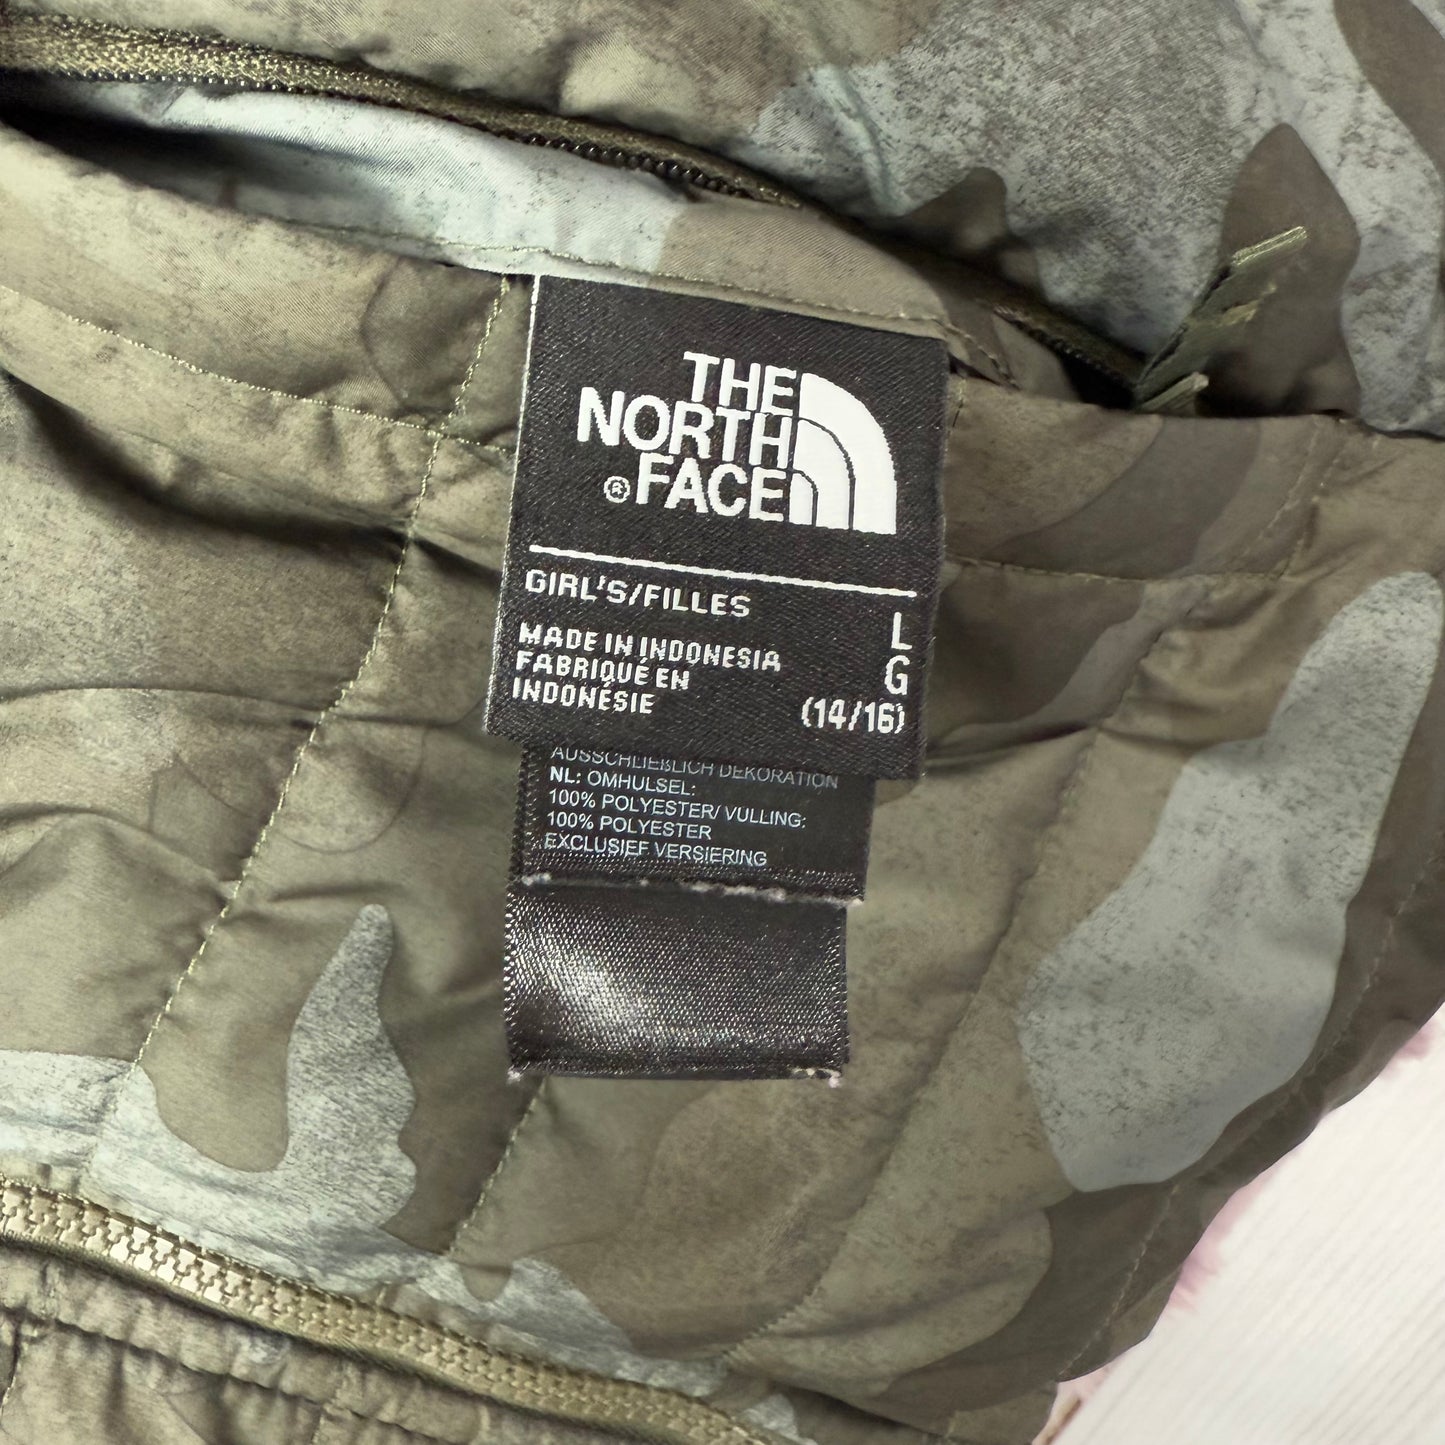 THE
NORTH
FACE
®
GIRL'S/FILLES
L
MADE IN INDONESIA
G
FABRIQUÉ EN
INDONÉSIE
(14/16)
AUSSCHLIEßLICH DEKORATION
NL: OMHULSEL:
100% POLYESTER/ VULLING:
100% POLYESTER
EXCLUSIEF VERSIERING